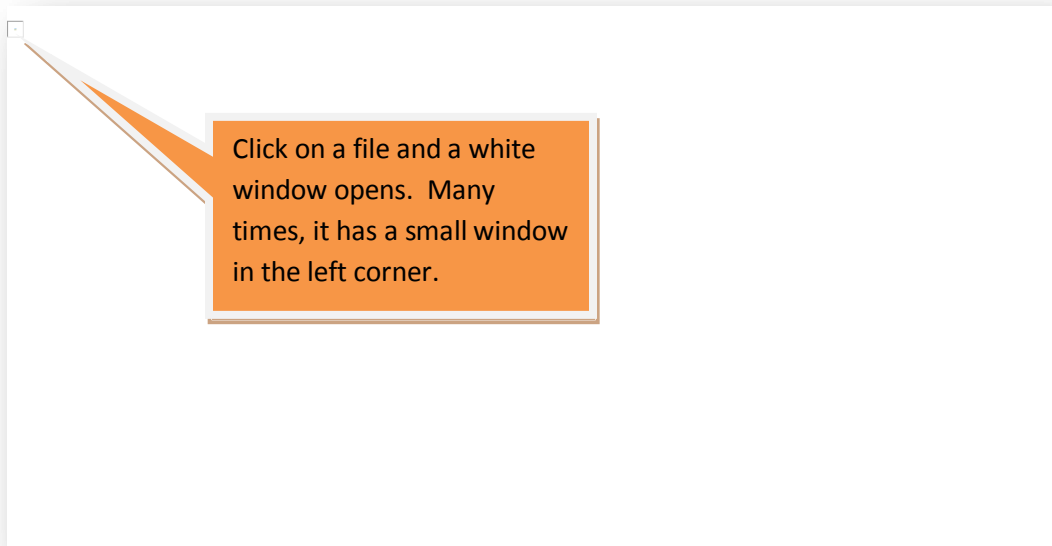 Click on a file and a white
window opens.  Many
times, it has a small window
in the left corner.